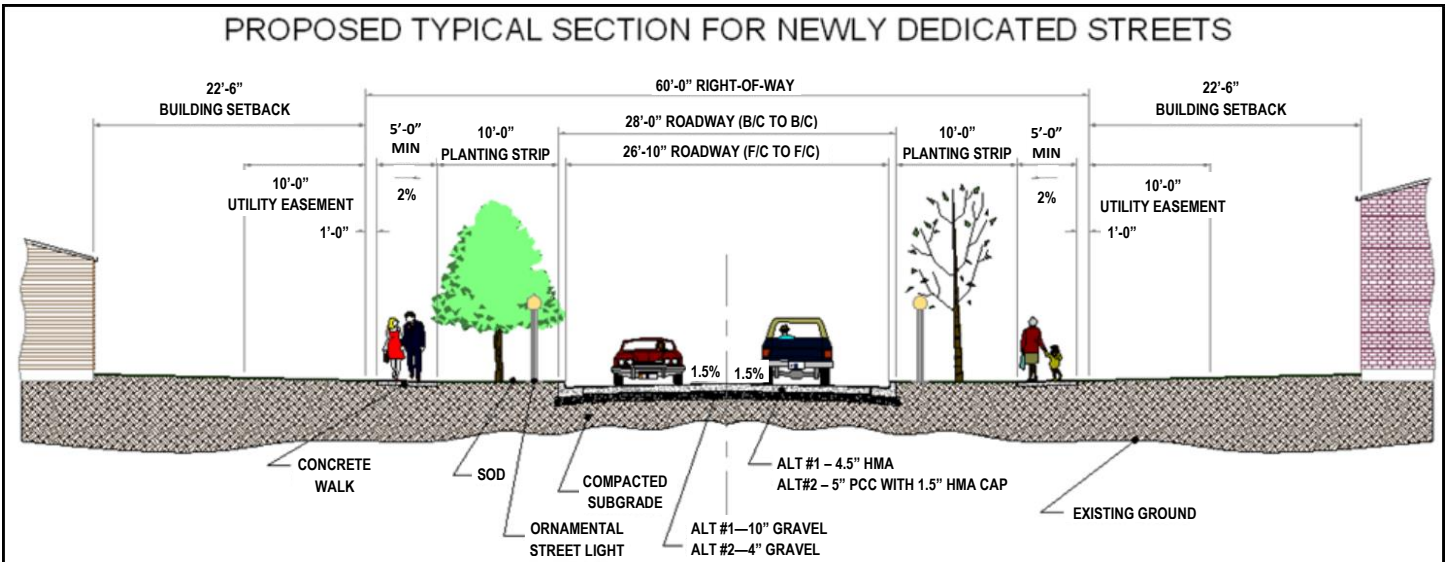 PROPOSED TYPICAL SECTION FOR NEWLY DEDICATED STREETS
22'-6"
BUILDING SETBACK
60'-0" RIGHT-OF-WAY
22'-6"
BUILDING SETBACK
5'-0"
MIN
10'-0"
PLANTING STRIP
28'-0" ROADWAY (B/C TO B/C)
26'-10" ROADWAY (F/C TO F/C)
10'-0"
PLANTING STRIP
5'-0"
MIN
10'-0"
UTILITY EASEMENT
2%
2%
10'-0"
UTILITY EASEMENT
1'-0"
1'-0"
1.5%
1.5%
CONCRETE
WALK
SOD
COMPACTED
SUBGRADE
ORNAMENTAL
STREET LIGHT
ALT #1 – 4.5" HMA
ALT#2 – 5" PCC WITH 1.5" HMA CAP
ALT #1—10" GRAVEL
ALT #2—4" GRAVEL
EXISTING GROUND